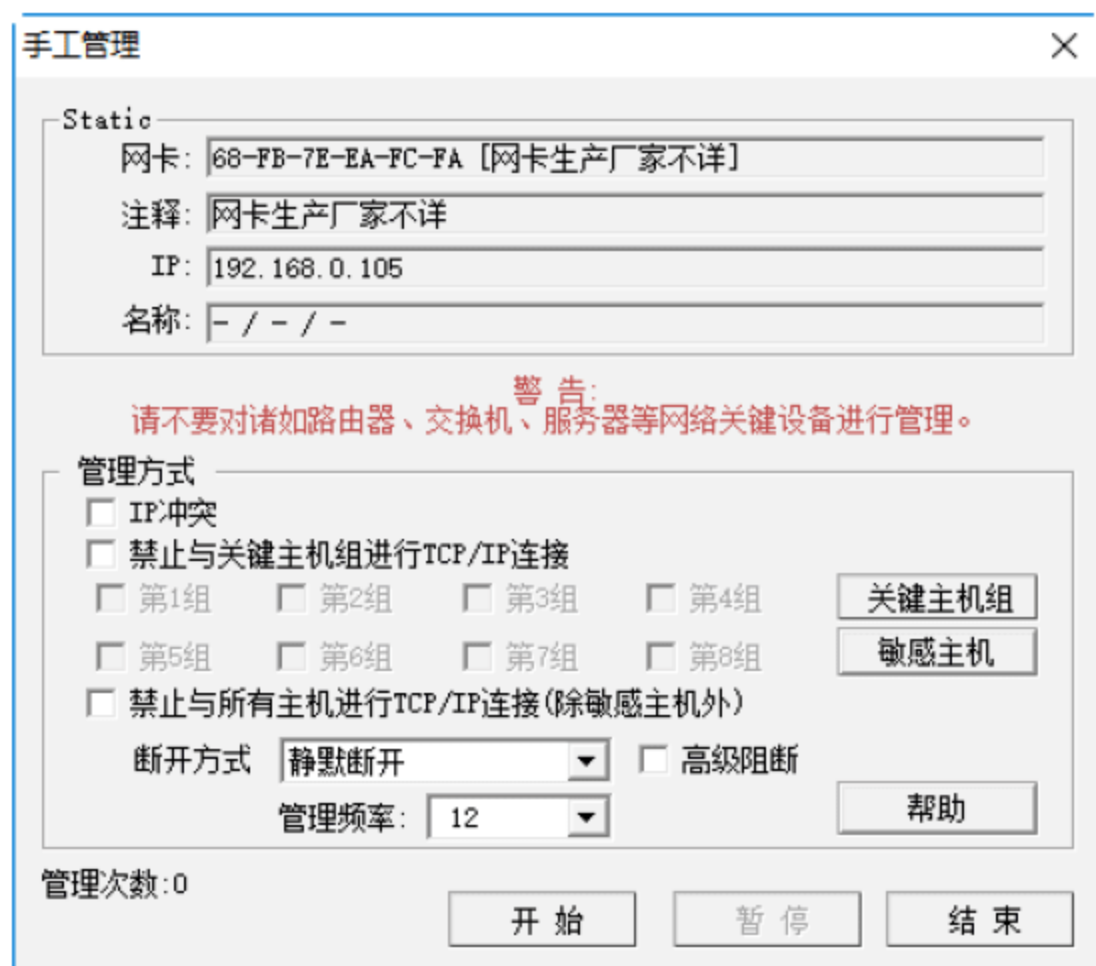 手工管理
Static
网卡: 68-FB-7E-EA-FC-FA [网卡生产厂家不详]
注释: 网卡生产厂家不详
IP: 192.168.0.105
名称: - / - / -
警 告:
请不要对诸如路由器、交换机、服务器等网络关键设备进行管理。
管理方式
IP冲突
禁止与关键主机组进行TCP/IP连接
第1组 第2组 第3组 第4组 关键主机组
第5组 第6组 第7组 第8组 敏感主机
禁止与所有主机进行TCP/IP连接(除敏感主机外)
断开方式 静默断开 高级阻断
管理频率: 12 帮助
管理次数:0
开 始 暂 停 结 束